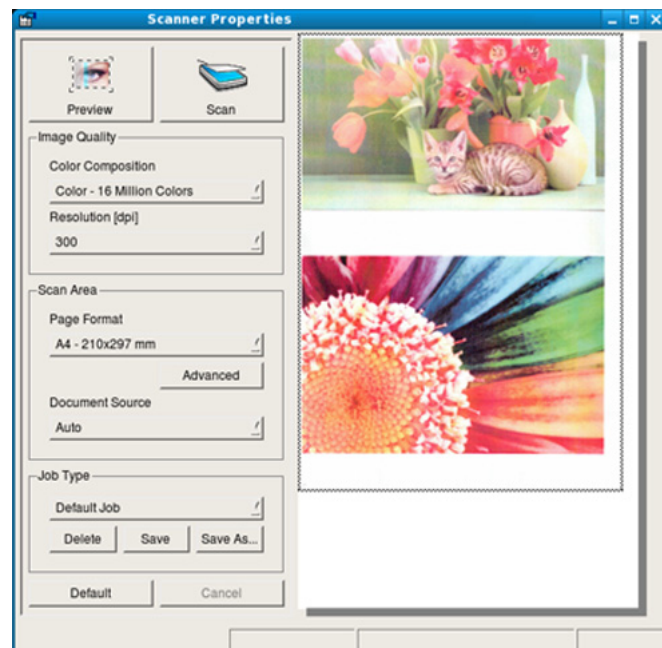 Scanner Properties
Preview
Scan
Image Quality
Color Composition
Color - 16 Million Colors
Resolution [dpi]
300
Scan Area
Page Format
A4 - 210x297 mm
Advanced
Document Source
Auto
Job Type
Default Job
Delete
Save
Save As...
Default
Cancel